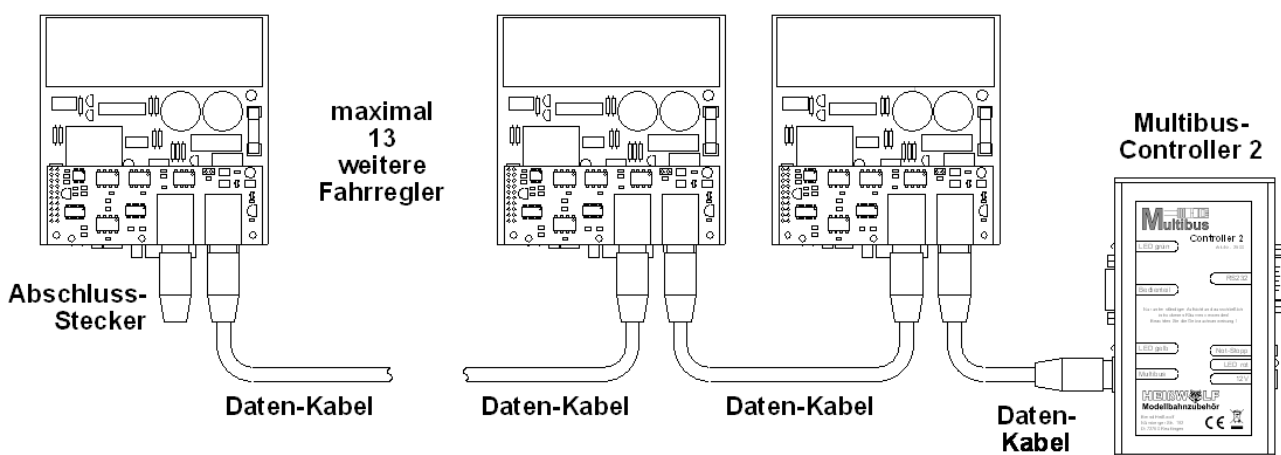 maximal
13
weitere
Fahrregler
Multibus-
Controller 2
Abschluss-
Stecker
Daten-Kabel
Daten-Kabel
Daten-Kabel
Daten-
Kabel
Multibus
Controller 2
LED grün
RS232
Bedienteil
LED gelb
Not-Stopp
LED rot
Multibus
12V
HEIßWOLF
Modellbahnzubehör
CE